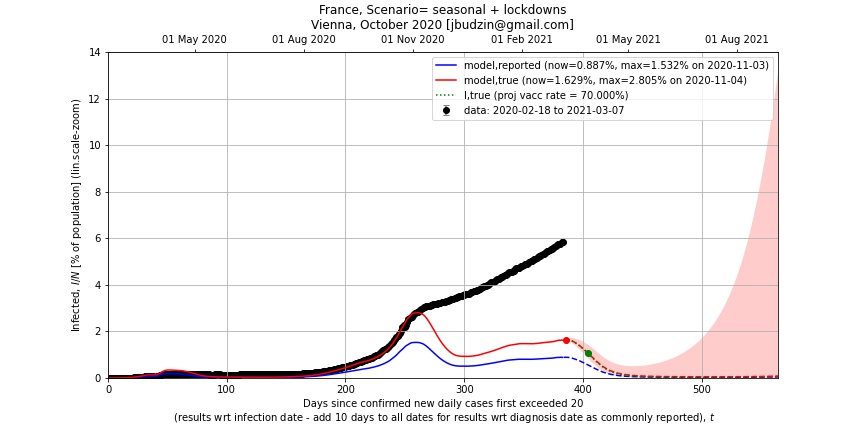 France, Scenario= seasonal + lockdowns
Vienna, October 2020 [jbudzin@gmail.com]
01 May 2020 01 Aug 2020 01 Nov 2020 01 Feb 2021 01 May 2021 01 Aug 2021
model,reported (now=0.887%, max=1.532% on 2020-11-03)
model,true (now=1.629%, max=2.805% on 2020-11-04)
I,true (proj vacc rate = 70.000%)
data: 2020-02-18 to 2021-03-07
14
12
10
8
6
4
2
0
Infected, I/N [% of population] (lin.scale-zoom)
0 100 200 300 400 500
Days since confirmed new daily cases first exceeded 20
(results wrt infection date - add 10 days to all dates for results wrt diagnosis date as commonly reported), t